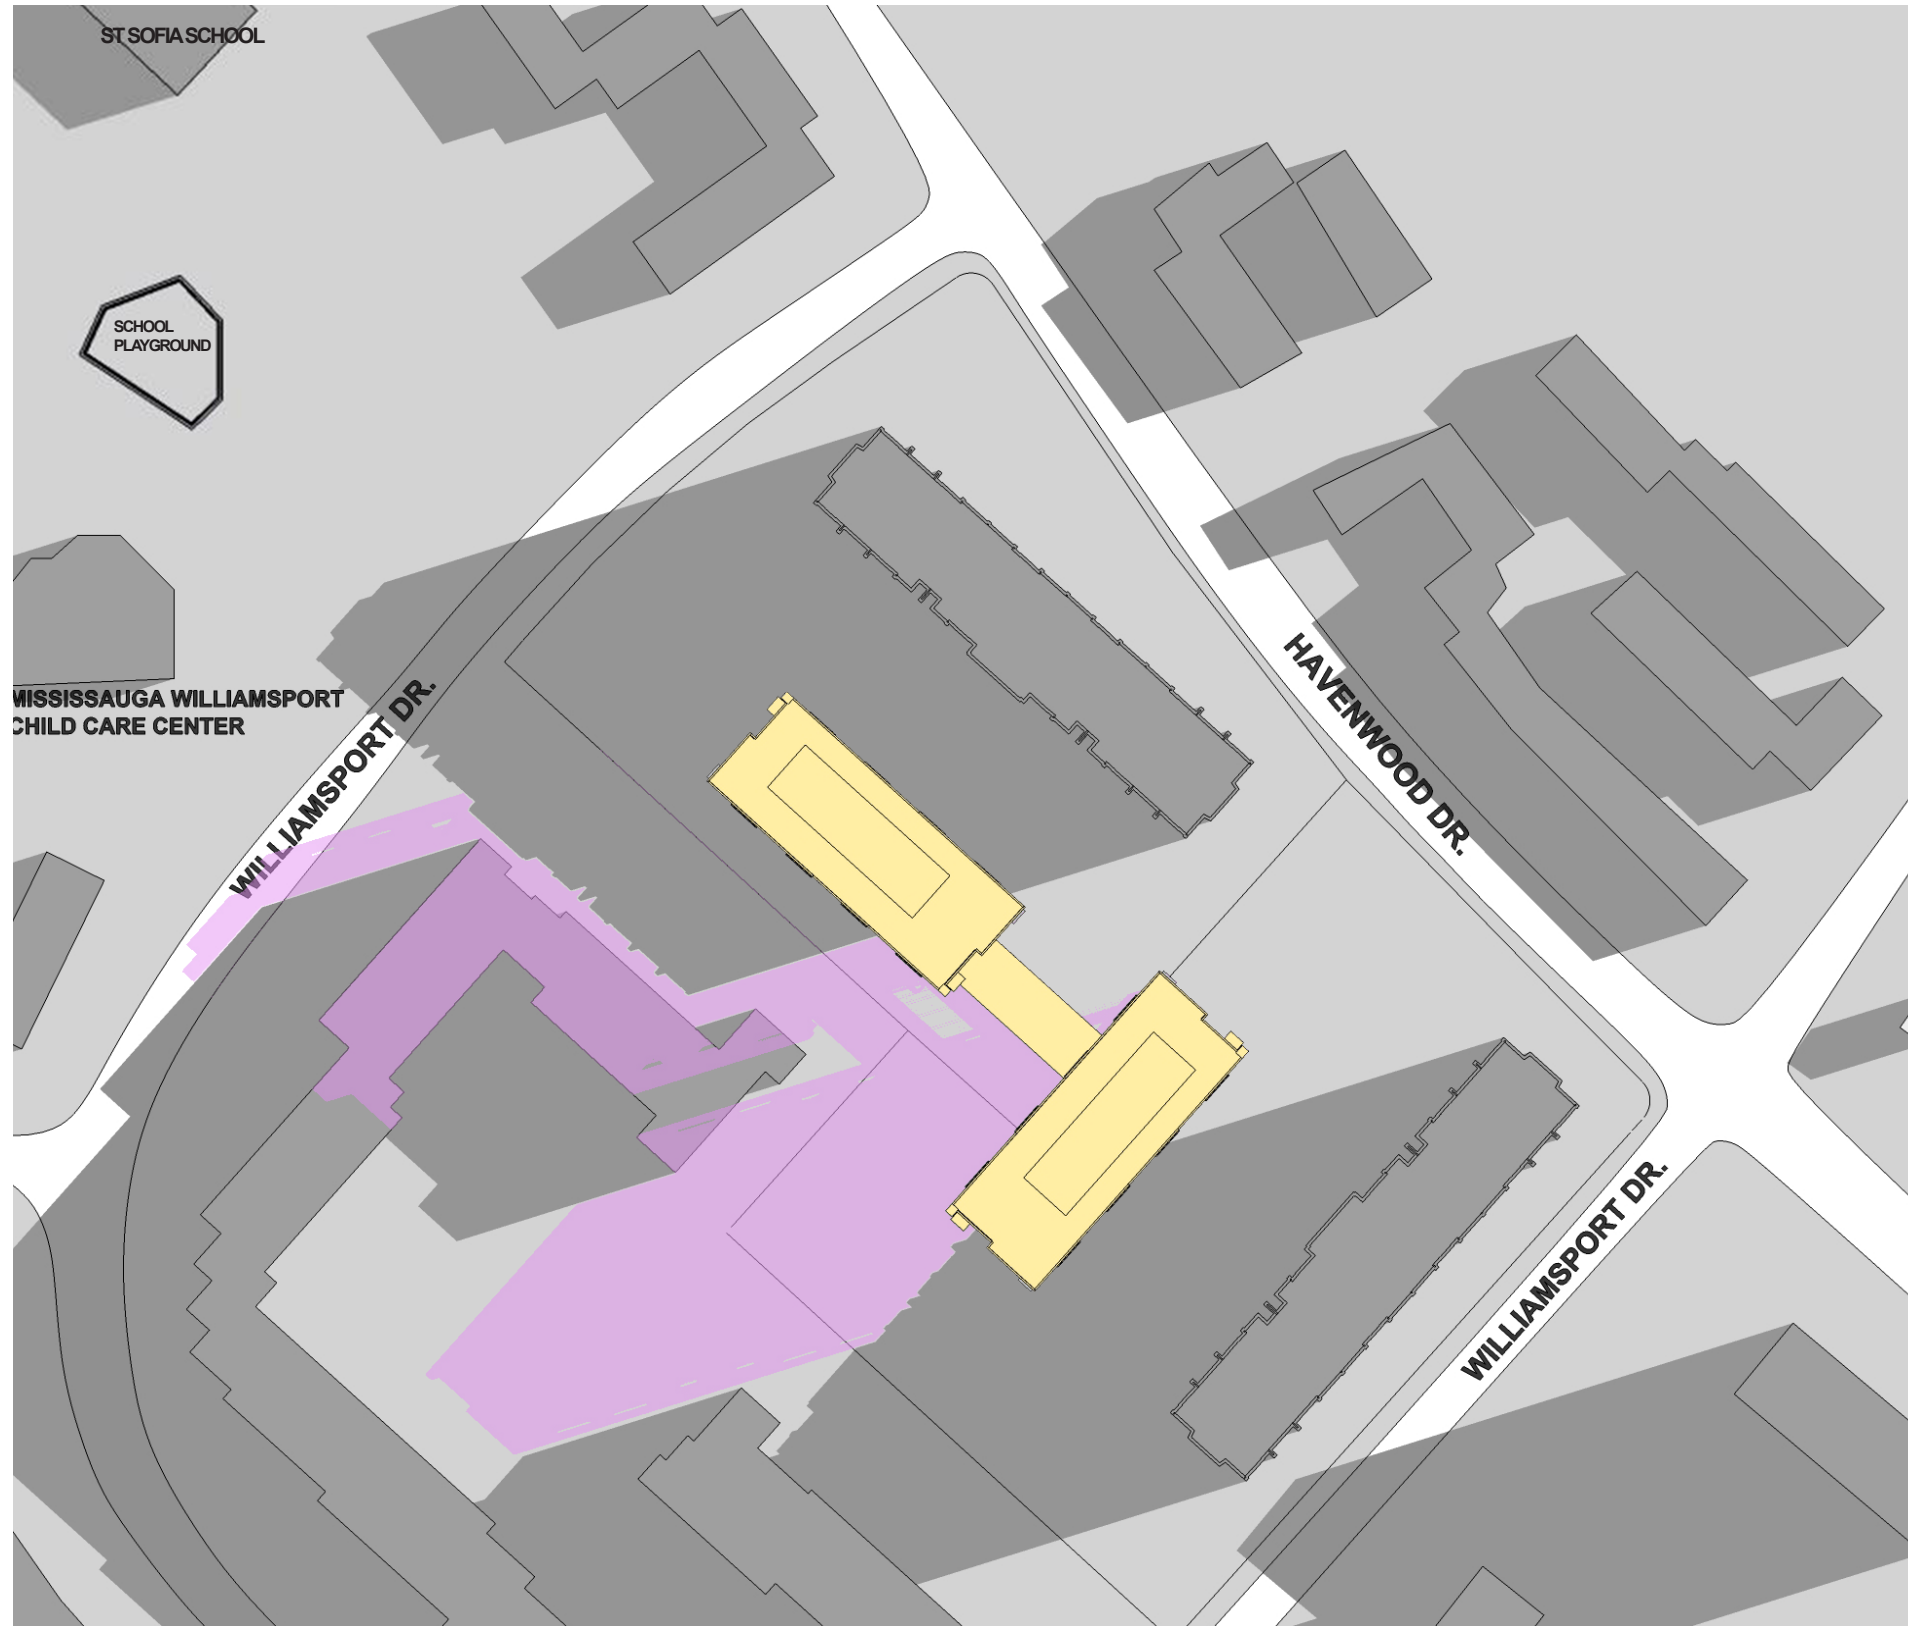 ST SOFIA SCHOOL
SCHOOL
PLAYGROUND
HAVENWOOD DR.
MISSISSAUGA WILLIAMSPORT
CHILD CARE CENTER
WILLIAMSPORT DR.
WILLIAMSPORT DR.